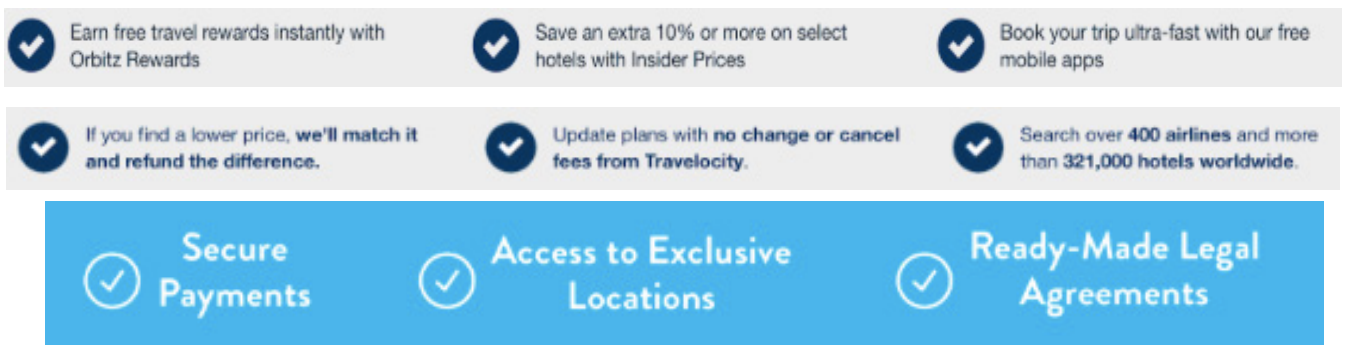 Earn free travel rewards instantly with
Orbitz Rewards
Save an extra 10% or more on select
hotels with Insider Prices
Book your trip ultra-fast with our free
mobile apps
If you find a lower price, we'll match it
and refund the difference.
Update plans with no change or cancel
fees from Travelocity.
Search over 400 airlines and more
than 321,000 hotels worldwide.
Secure
Payments
Access to Exclusive
Locations
Ready-Made Legal
Agreements